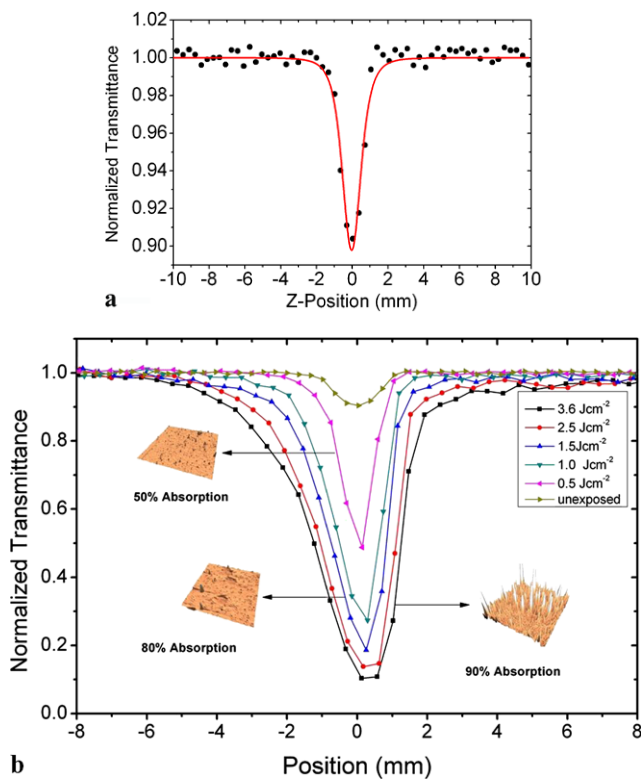 1.02
1.00
0.98
0.96
0.94
0.92
0.90
Normalized Transmittance
-10 -8 -6 -4 -2 0 2 4 6 8 10
Z-Position (mm)
a
1.0
0.8
0.6
0.4
0.2
0.0
Normalized Transmittance
3.6 Jcm-2
2.5 Jcm-2
1.5Jcm-2
1.0 Jcm-2
0.5 Jcm-2
unexposed
50% Absorption
80% Absorption
90% Absorption
-8 -6 -4 -2 0 2 4 6 8
Position (mm)
b